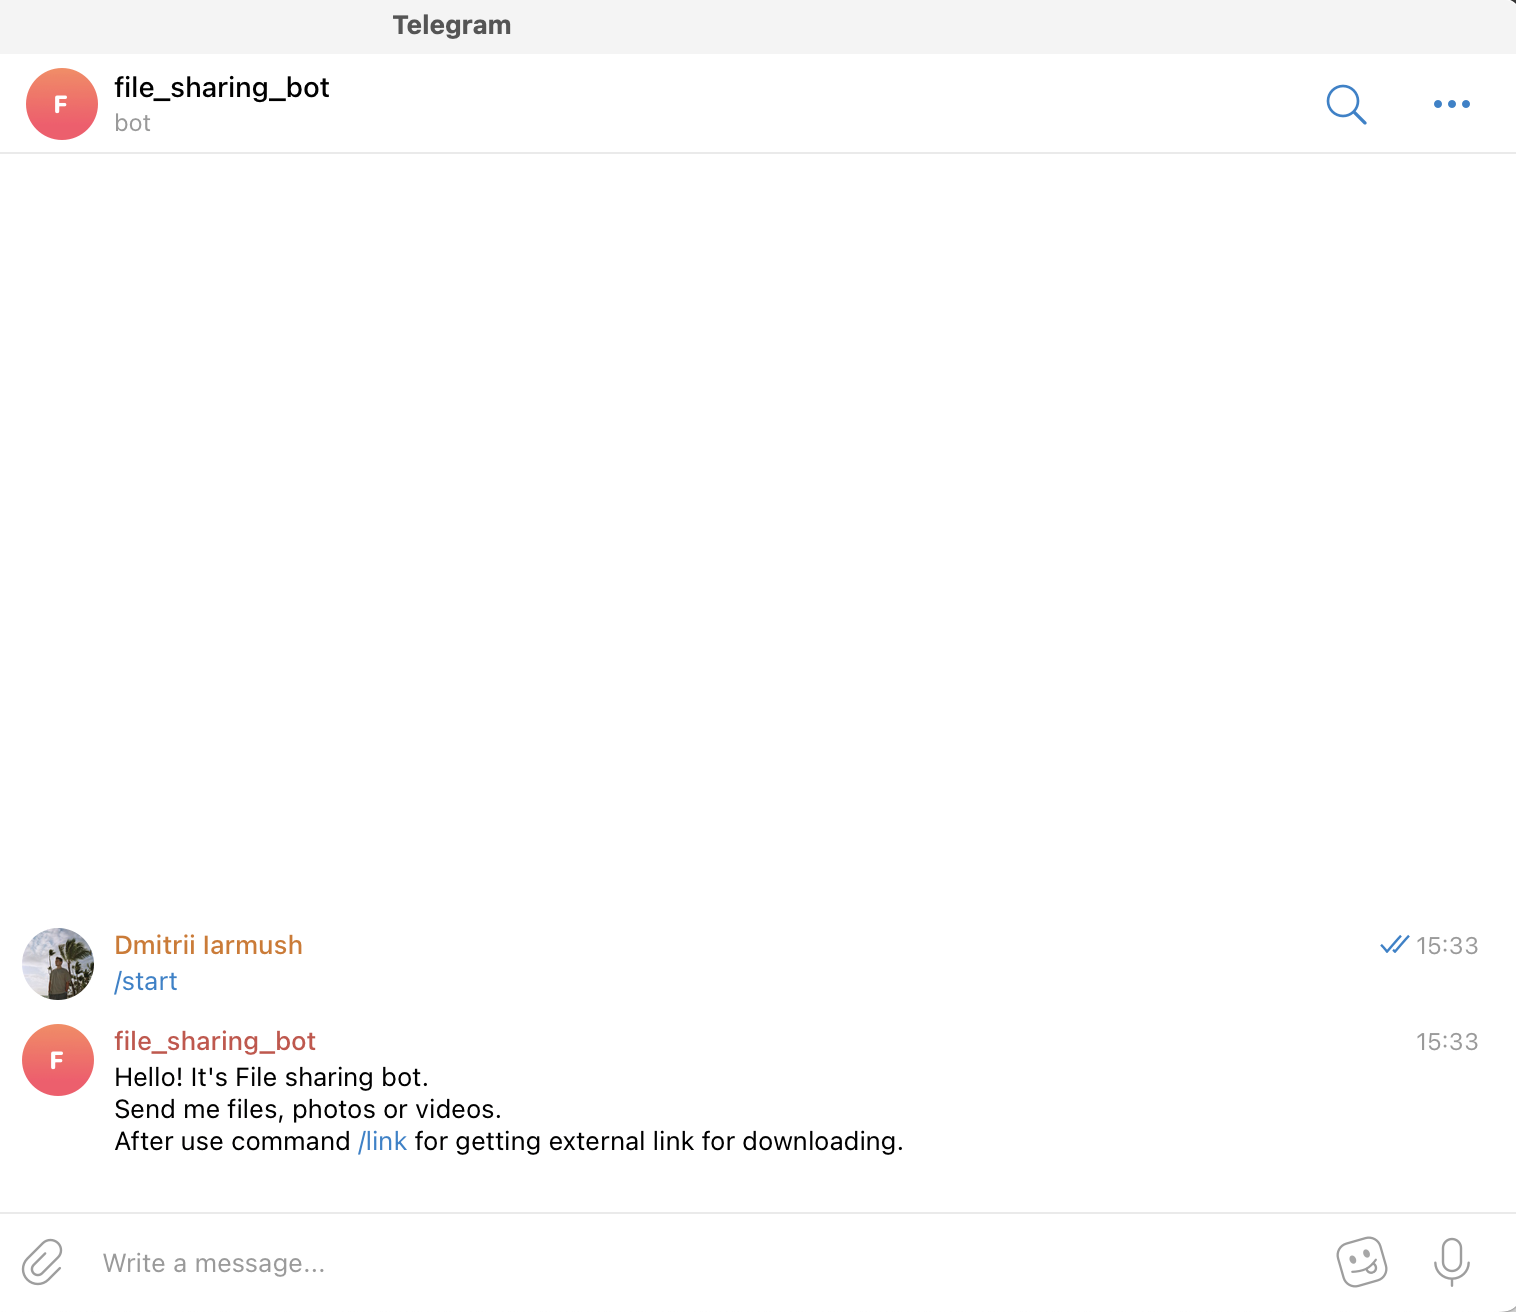 Telegram
F
file_sharing_bot
bot
Dmitrii Iarmush
15:33
/start
F
file_sharing_bot
15:33
Hello! It's File sharing bot.
Send me files, photos or videos.
After use command /link for getting external link for downloading.
Write a message...